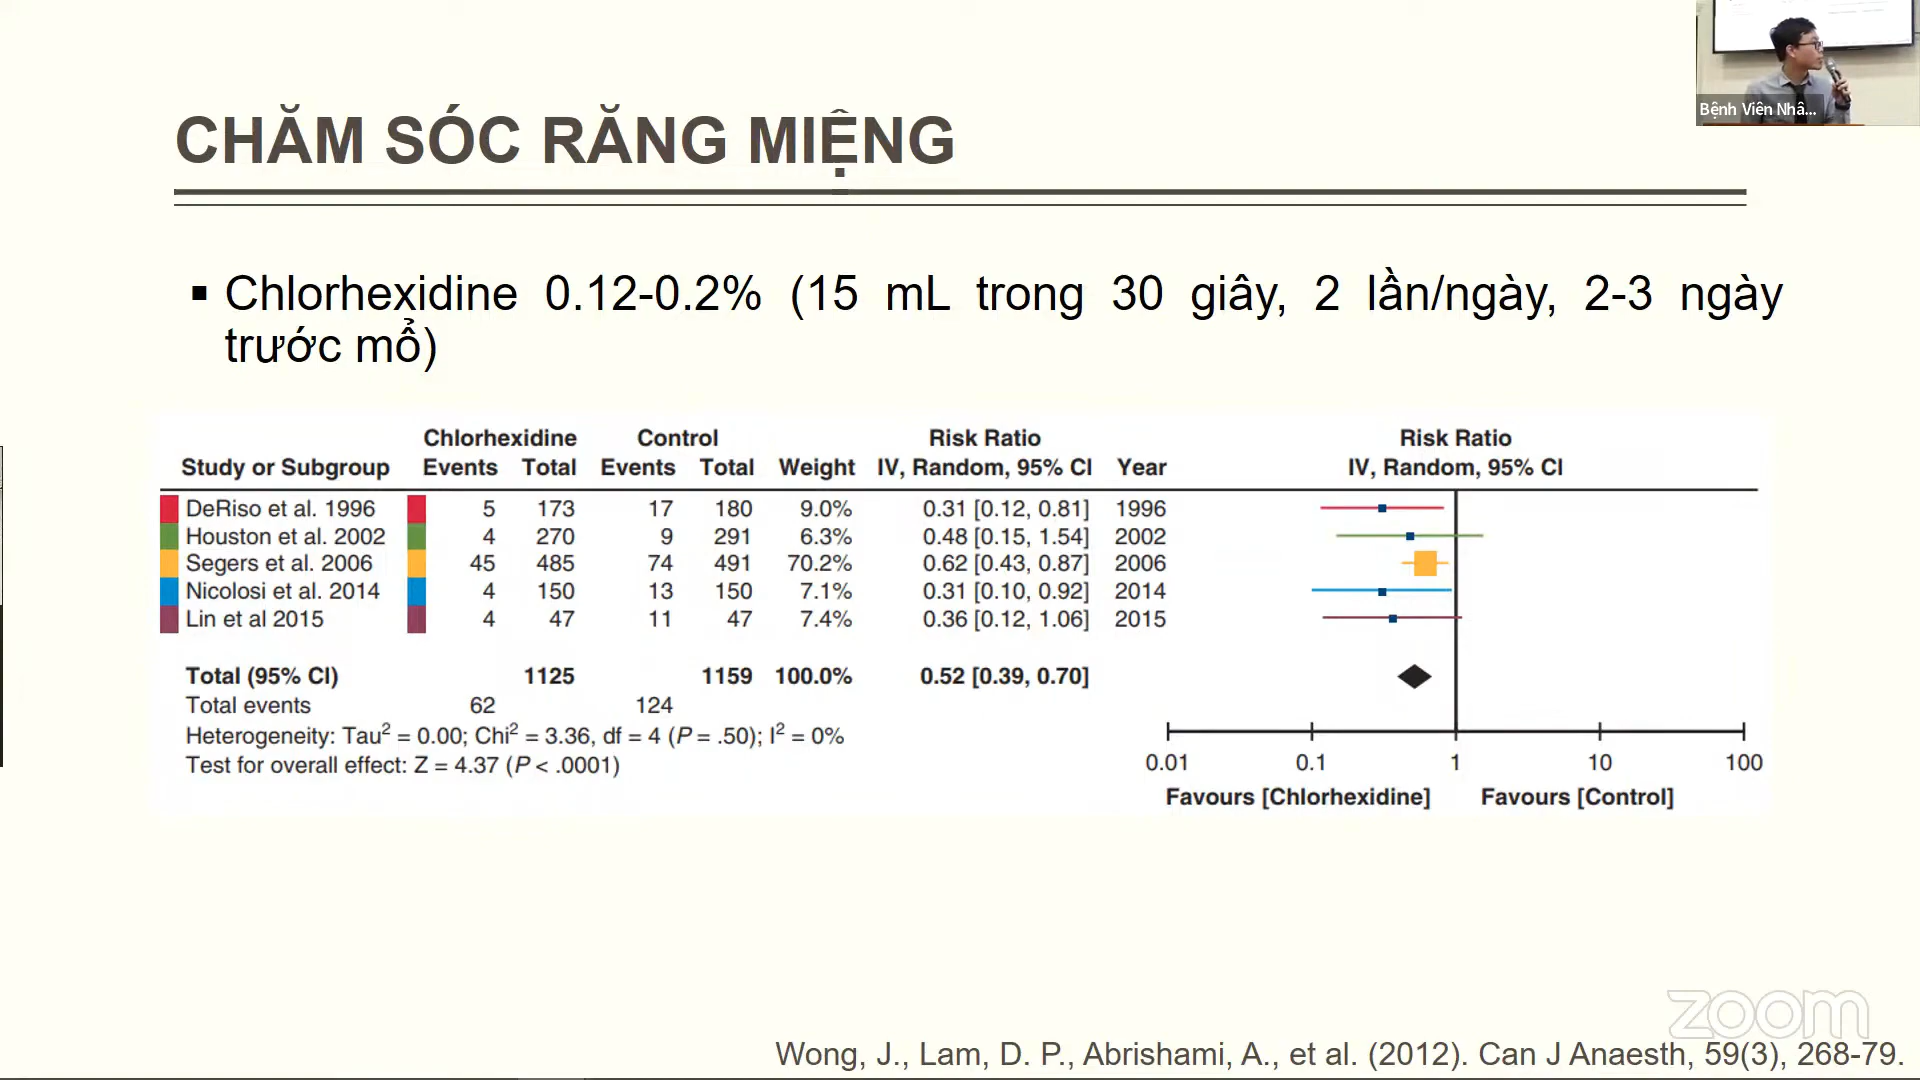 Bệnh Viện Nhâ...
CHĂM SÓC RĂNG MIỆNG
▪ Chlorhexidine 0.12-0.2% (15 mL trong 30 giây, 2 lần/ngày, 2-3 ngày
trước mổ)
Chlorhexidine Control Risk Ratio Risk Ratio
Study or Subgroup Events Total Events Total Weight IV, Random, 95% CI Year IV, Random, 95% CI
DeRiso et al. 1996 5 173 17 180 9.0% 0.31 [0.12, 0.81] 1996
Houston et al. 2002 4 270 9 291 6.3% 0.48 [0.15, 1.54] 2002
Segers et al. 2006 45 485 74 491 70.2% 0.62 [0.43, 0.87] 2006
Nicolosi et al. 2014 4 150 13 150 7.1% 0.31 [0.10, 0.92] 2014
Lin et al 2015 4 47 11 47 7.4% 0.36 [0.12, 1.06] 2015
Total (95% CI) 1125 1159 100.0% 0.52 [0.39, 0.70]
Total events 62 124
Heterogeneity: Tau² = 0.00; Chi² = 3.36, df = 4 (P = .50); I² = 0%
Test for overall effect: Z = 4.37 (P < .0001)
0.01 0.1 1 10 100
Favours [Chlorhexidine] Favours [Control]
zoom
Wong, J., Lam, D. P., Abrishami, A., et al. (2012). Can J Anaesth, 59(3), 268-79.